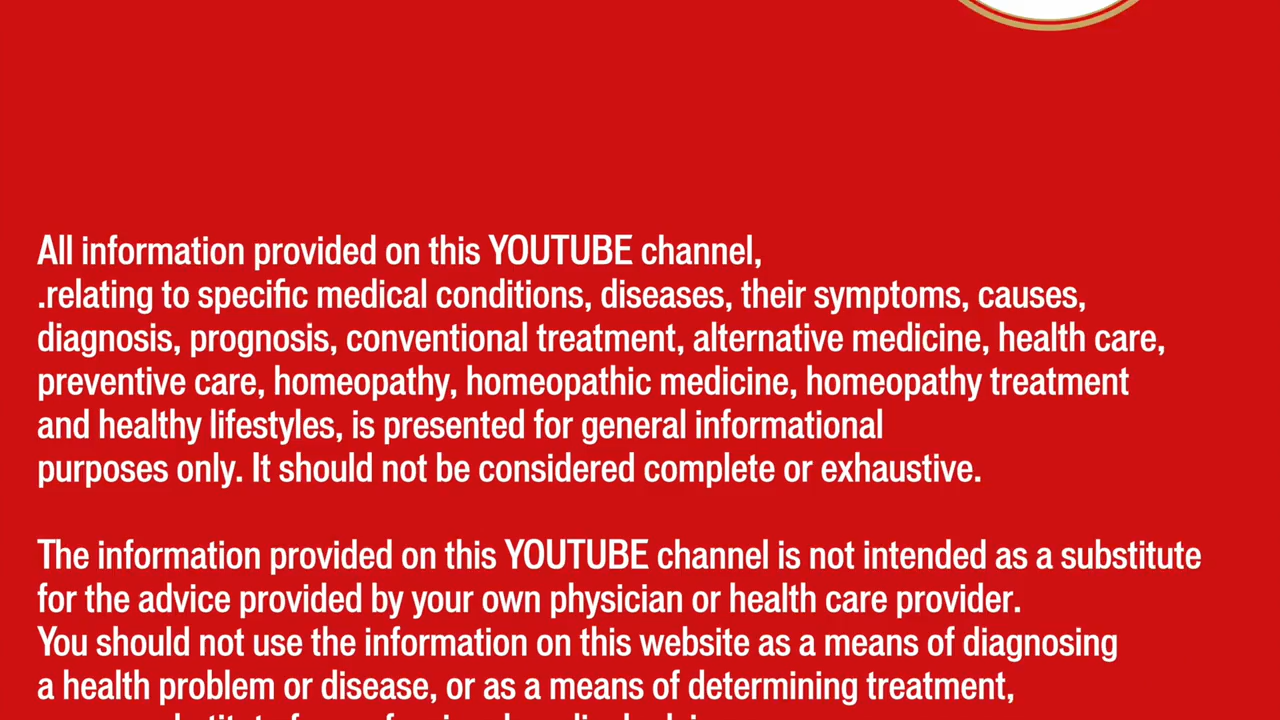 All information provided on this YOUTUBE channel,
.relating to specific medical conditions, diseases, their symptoms, causes,
diagnosis, prognosis, conventional treatment, alternative medicine, health care,
preventive care, homeopathy, homeopathic medicine, homeopathy treatment
and healthy lifestyles, is presented for general informational
purposes only. It should not be considered complete or exhaustive.
The information provided on this YOUTUBE channel is not intended as a substitute
for the advice provided by your own physician or health care provider.
You should not use the information on this website as a means of diagnosing
a health problem or disease, or as a means of determining treatment,